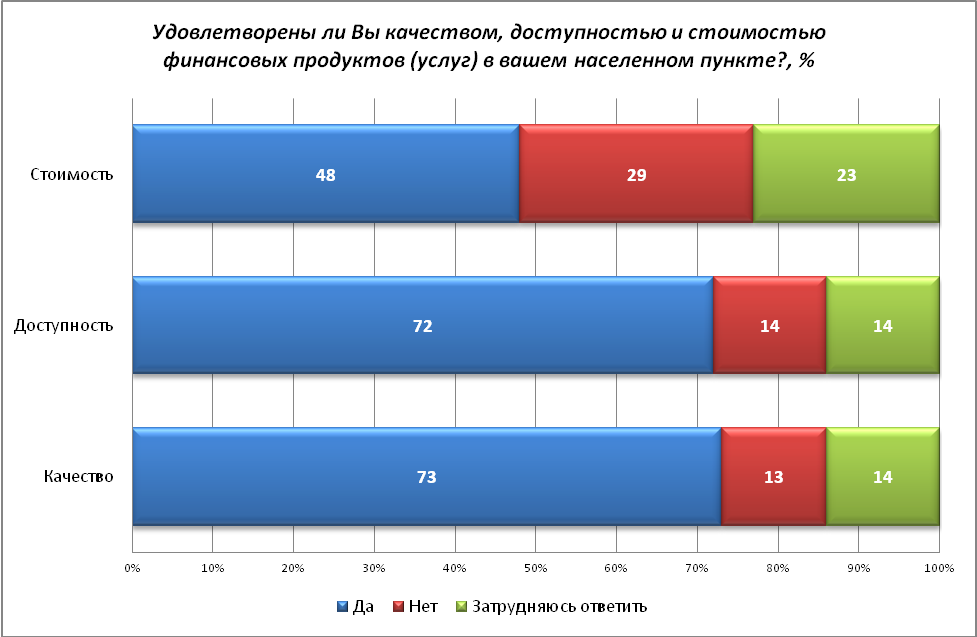 Удовлетворены ли Вы качеством, доступностью и стоимостью
финансовых продуктов (услуг) в вашем населенном пункте?, %
Стоимость
48
29
23
Доступность
72
14
14
Качество
73
13
14
0%
10%
20%
30%
40%
50%
60%
70%
80%
90%
100%
Да
Нет
Затрудняюсь ответить